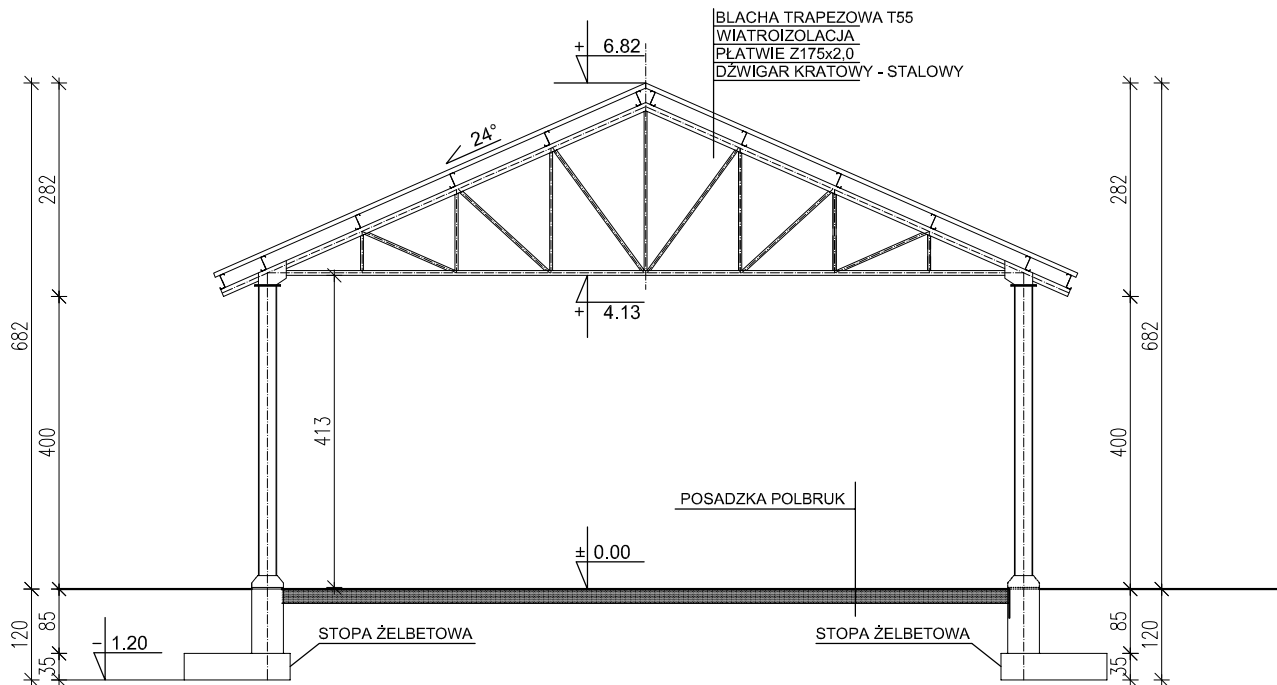 BLACHA TRAPEZOWA T55
WIATROIZOLACJA
PŁATWIE Z175x2,0
DŹWIGAR KRATOWY - STALOWY
+ 6.82
24°
282
282
+ 4.13
682
400
413
400
682
POSADZKA POLBRUK
± 0.00
120
85
35
- 1.20
STOPA ŻELBETOWA
STOPA ŻELBETOWA
85
35
120